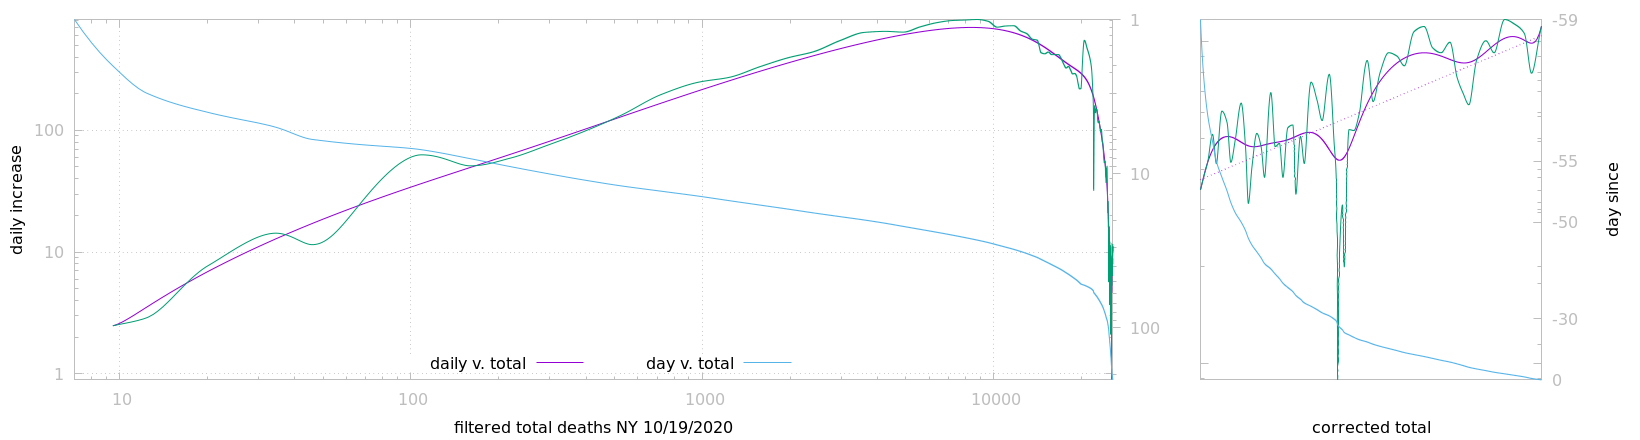 daily increase
100
10
1
10
100
1000
10000
1
10
100
daily v. total
day v. total
filtered total deaths NY 10/19/2020
-59
-55
-50
-30
0
day since
corrected total